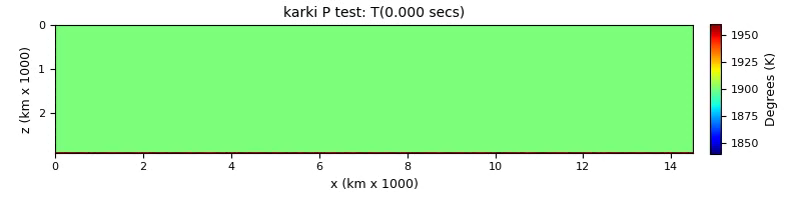 karki P test: T(0.000 secs)
z (km x 1000)
0
1
2
0 2 4 6 8 10 12 14
x (km x 1000)
1950
1925
1900
1875
1850
Degrees (K)